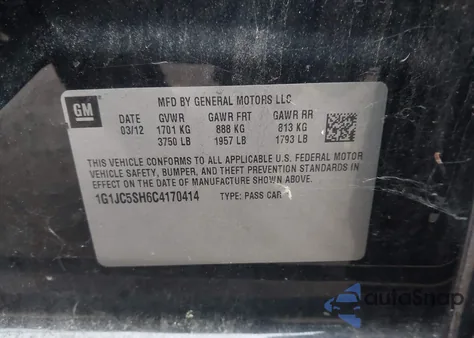 MFD BY GENERAL MOTORS LLC
GM
DATE GVWR GAWR FRT GAWR RR
03/12 1701 KG 888 KG 813 KG
3750 LB 1957 LB 1793 LB
THIS VEHICLE CONFORMS TO ALL APPLICABLE U.S. FEDERAL MOTOR
VEHICLE SAFETY, BUMPER, AND THEFT PREVENTION STANDARDS IN
EFFECT ON THE DATE OF MANUFACTURE SHOWN ABOVE.
1G1JC5SH6C4170414 TYPE: PASS CAR
autoSnap